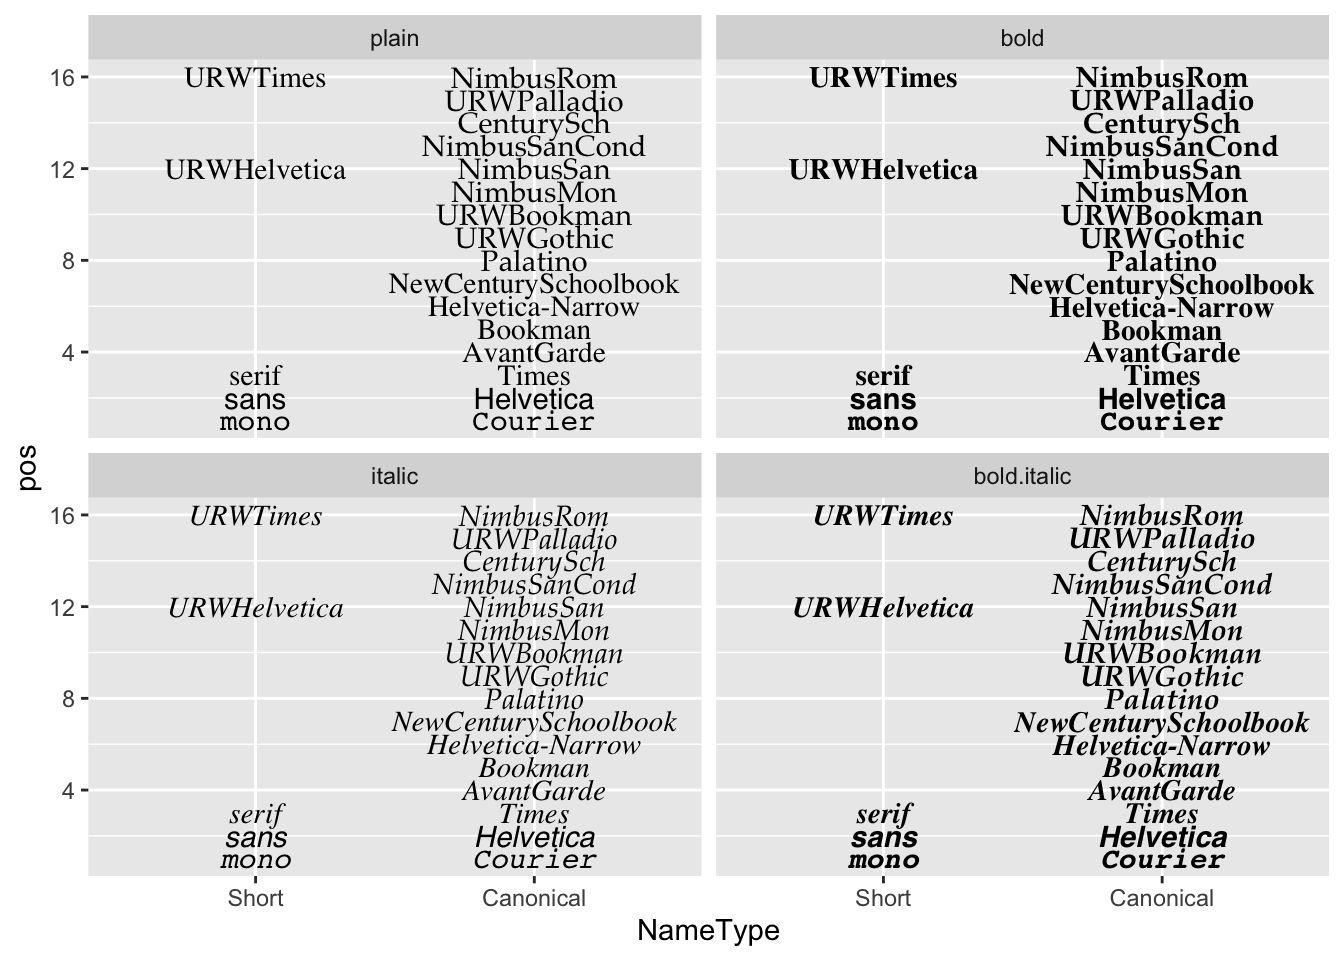 plain
16
URWTimes NimbusRom
URWPalladio
CenturySch
NimbusSanCond
12
URWHelvetica NimbusSan
NimbusMon
URWBookman
URWGothic
8
Palatino
NewCenturySchoolbook
Helvetica-Narrow
Bookman
4
AvantGarde
serif Times
sans Helvetica
mono Courier
bold
URWTimes NimbusRom
URWPalladio
CenturySch
NimbusSanCond
URWHelvetica NimbusSan
NimbusMon
URWBookman
URWGothic
Palatino
NewCenturySchoolbook
Helvetica-Narrow
Bookman
AvantGarde
serif Times
sans Helvetica
mono Courier
pos
italic
16
URWTimes NimbusRom
URWPalladio
CenturySch
NimbusSanCond
12
URWHelvetica NimbusSan
NimbusMon
URWBookman
URWGothic
8
Palatino
NewCenturySchoolbook
Helvetica-Narrow
Bookman
4
AvantGarde
serif Times
sans Helvetica
mono Courier
Short Canonical
bold.italic
URWTimes NimbusRom
URWPalladio
CenturySch
NimbusSanCond
URWHelvetica NimbusSan
NimbusMon
URWBookman
URWGothic
Palatino
NewCenturySchoolbook
Helvetica-Narrow
Bookman
AvantGarde
serif Times
sans Helvetica
mono Courier
Short Canonical
NameType